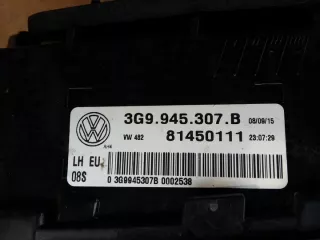 3G9.945.307.B 08/09/15
VW 482 81450111 23:07:29
LH EU
08S 0 3G9945307B 0002538